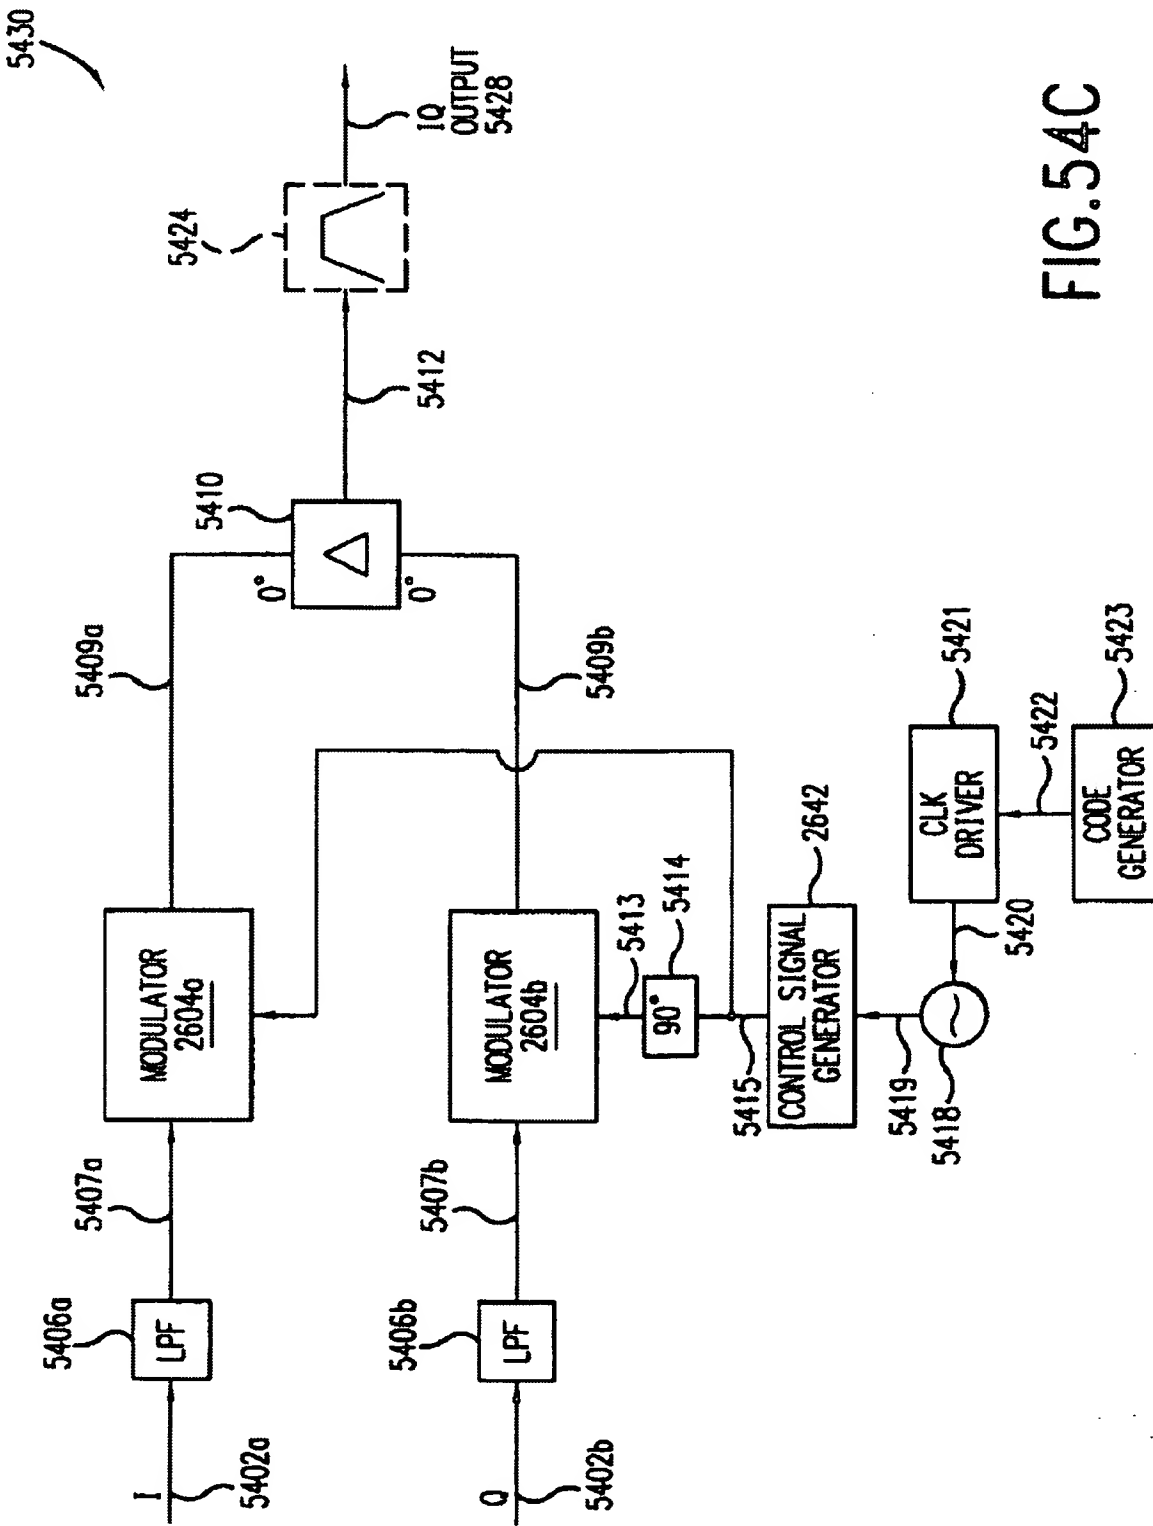 5430
I
5402a
5406a
LPF
5407a
MODULATOR
2604a
5409a
0°
5410
Δ
0°
5412
5424
IQ
OUTPUT
5428
Q
5402b
5406b
LPF
5407b
MODULATOR
2604b
5409b
5413
90°
5414
5415
CONTROL SIGNAL
GENERATOR
2642
5419
5418
5420
CLK
DRIVER
5421
5422
CODE
GENERATOR
5423
FIG.54C